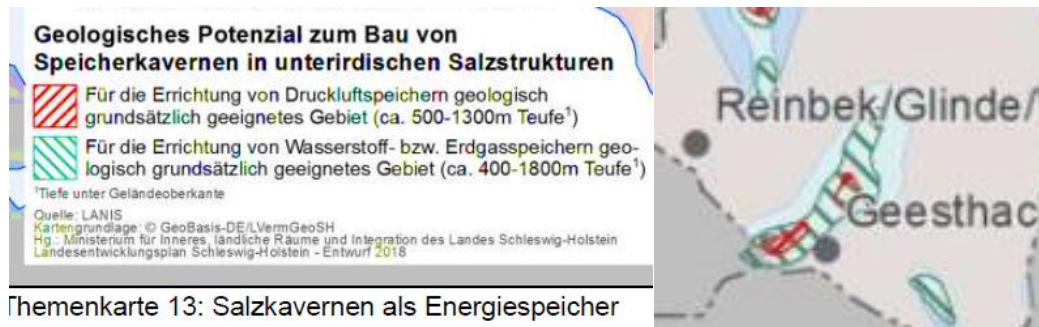 Geologisches Potenzial zum Bau von
Speicherkavernen in unterirdischen Salzstrukturen
Für die Errichtung von Druckluftspeichern geologisch
grundsätzlich geeignetes Gebiet (ca. 500-1300m Teufe¹)
Für die Errichtung von Wasserstoff- bzw. Erdgasspeichern geo-
logisch grundsätzlich geeignetes Gebiet (ca. 400-1800m Teufe¹)
¹Tiefe unter Geländeoberkante
Quelle: LANIS
Kartengrundlage: © GeoBasis-DE/LVermGeoSH
Hg.: Ministerium für Inneres, ländliche Räume und Integration des Landes Schleswig-Holstein
Landesentwicklungsplan Schleswig-Holstein - Entwurf 2018
Themenkarte 13: Salzkavernen als Energiespeicher
Reinbek/Glinde/
Geesthac